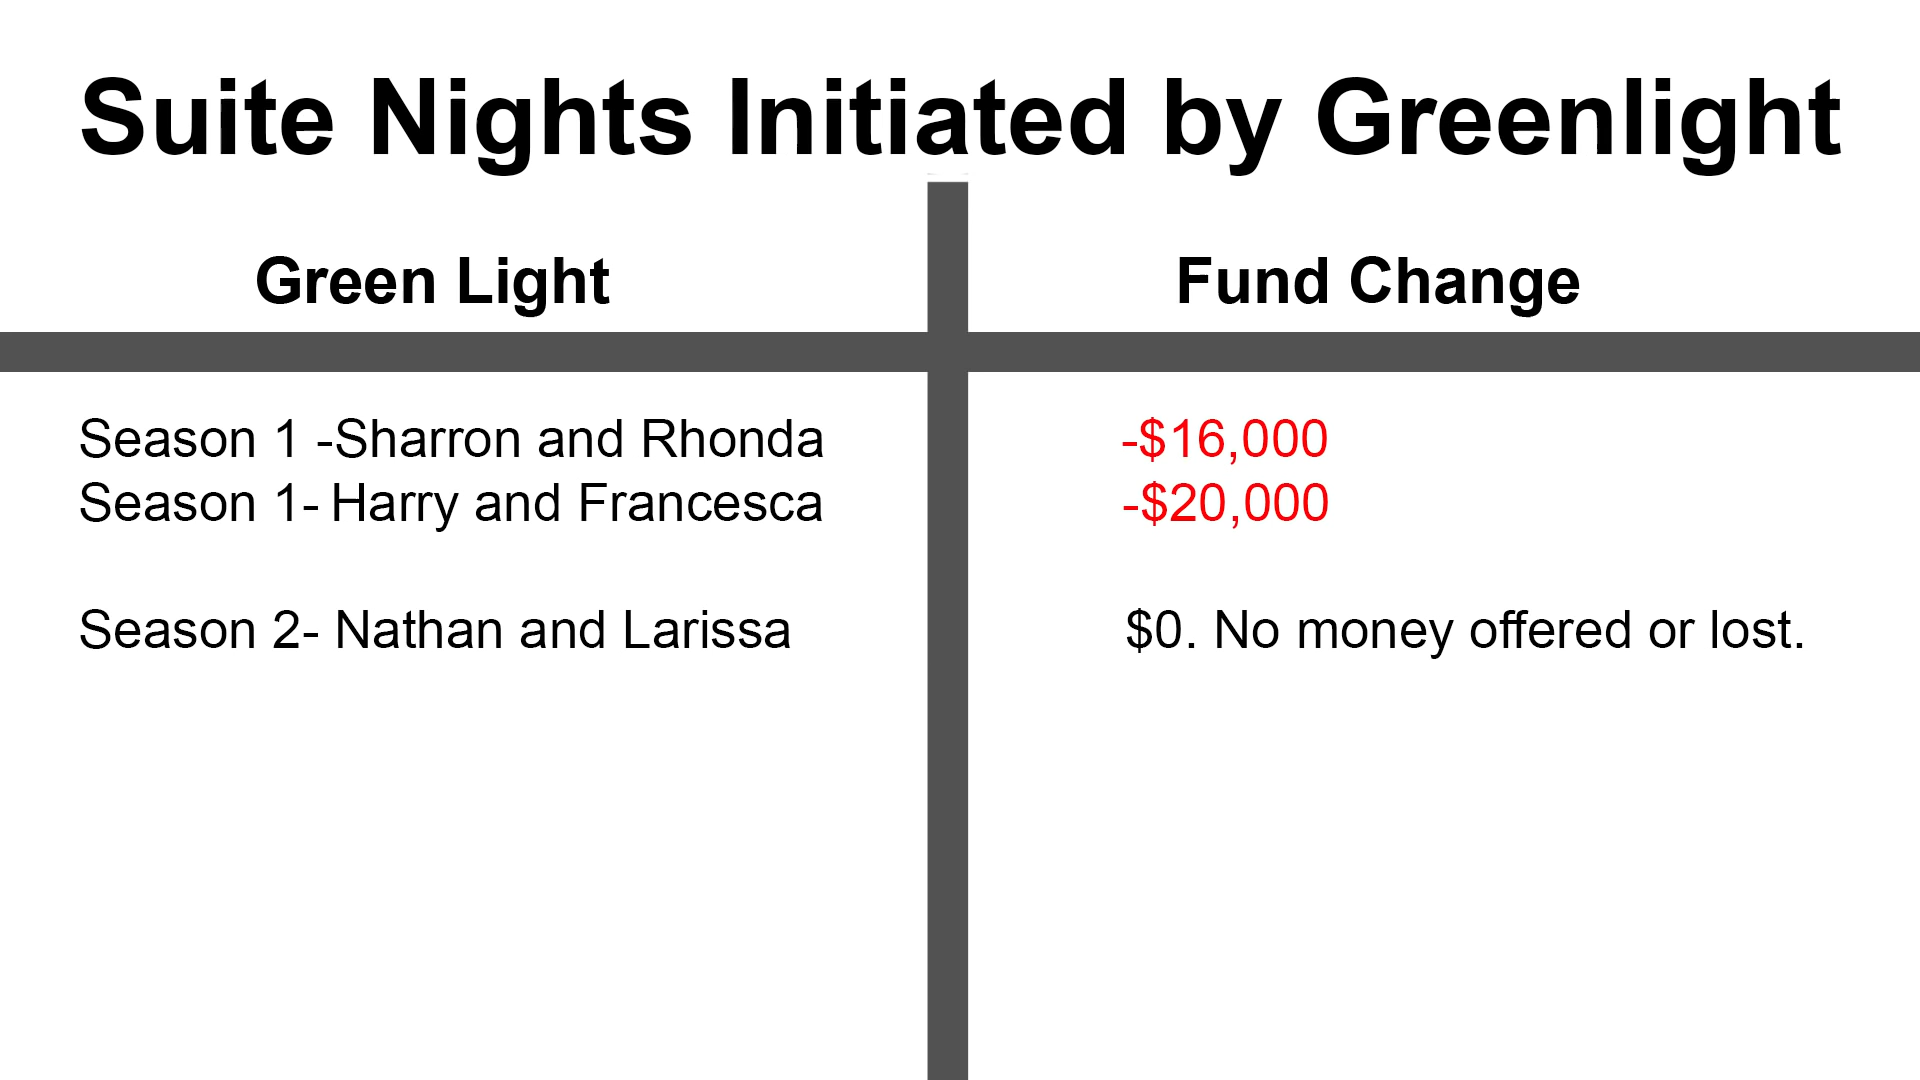 Suite Nights Initiated by Greenlight
Green Light
Fund Change
Season 1 -Sharron and Rhonda
-$16,000
Season 1- Harry and Francesca
-$20,000
Season 2- Nathan and Larissa
$0. No money offered or lost.